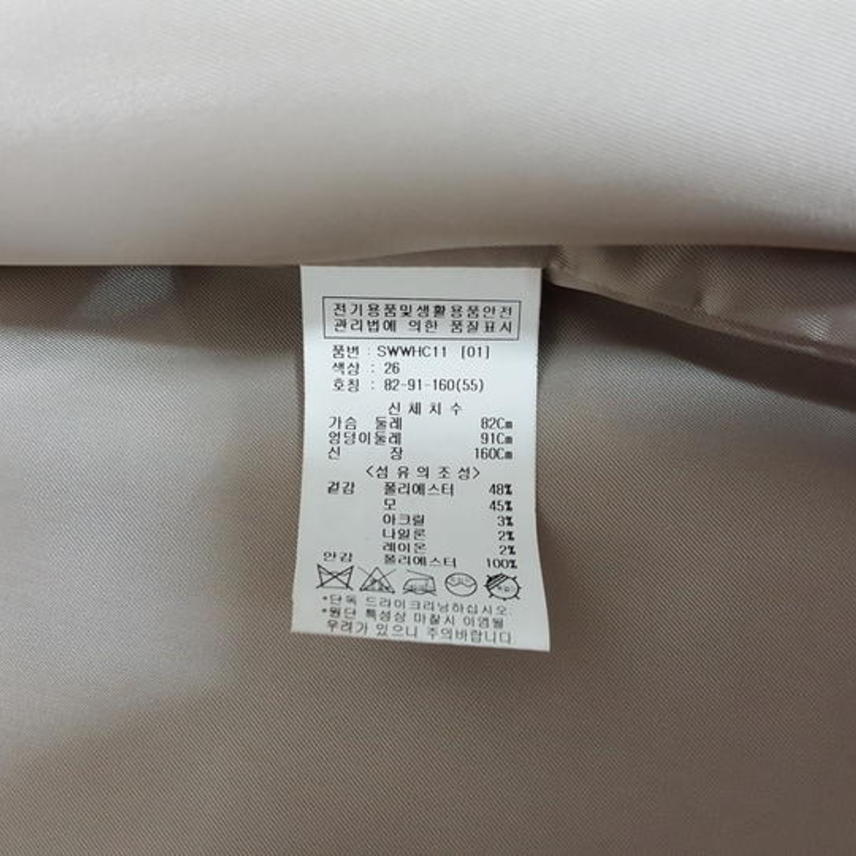 전기용품및생활용품안전
관리법에 의한 품질표시
품번 : SWWHC11 [01]
색상 : 26
호칭 : 82-91-160(55)
신체치수
가슴 둘레 82Cm
엉덩이둘레 91Cm
신 장 160Cm
<섬유의조성>
겉감 폴리에스터 48%
모 45%
아크릴 3%
나일론 2%
레이온 2%
안감 폴리에스터 100%
*단독 드라이크리닝하십시오.
*원단 특성상 마찰시 이염될
우려가 있으니 주의바랍니다.